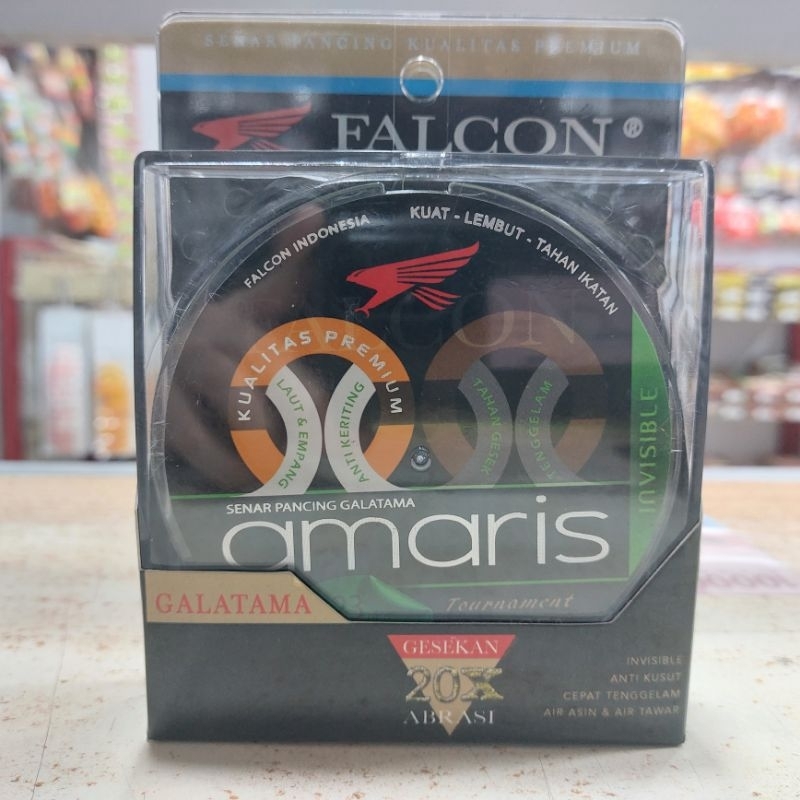 SENAR PANCING KUALITAS PREMIUM
FALCON®
FALCON INDONESIA
KUAT - LEMBUT - TAHAN IKATAN
FALCON
KUALITAS PREMIUM
LAUT & EMPANG
ANTI KERITING
TAHAN GESEK
TENGGELAM
INVISIBLE
SENAR PANCING GALATAMA
amaris
GALATAMA
Tournament
GESEKAN
20X
ABRASI
INVISIBLE
ANTI KUSUT
CEPAT TENGGELAM
AIR ASIN & AIR TAWAR